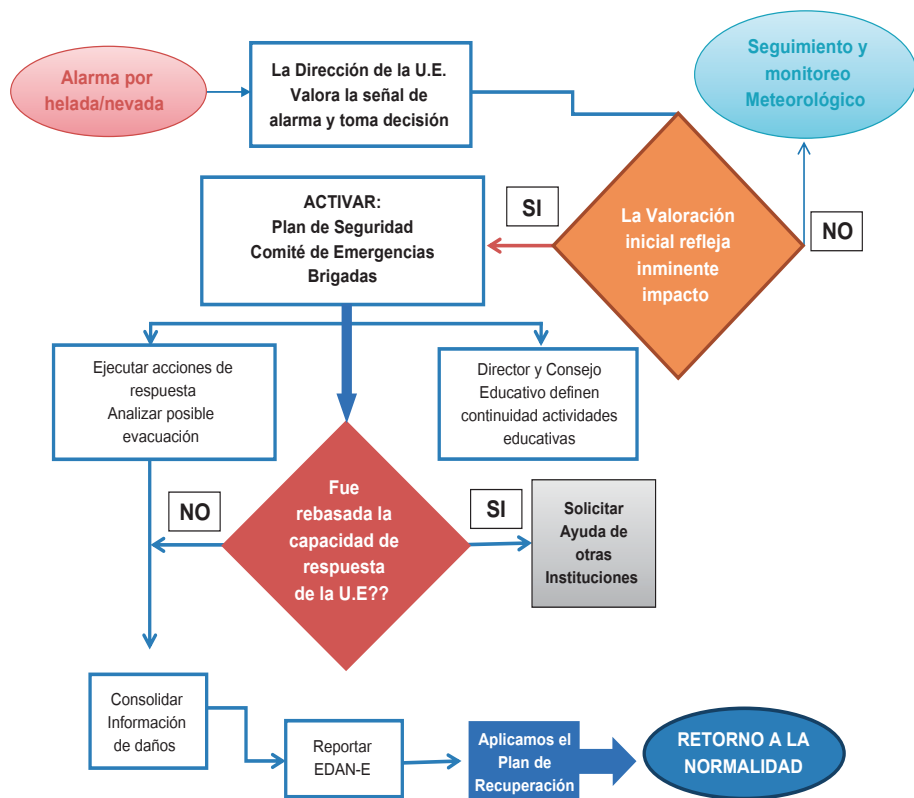 Alarma por
helada/nevada
La Dirección de la U.E.
Valora la señal de
alarma y toma decisión
Seguimiento y
monitoreo
Meteorológico
ACTIVAR:
Plan de Seguridad
Comité de Emergencias
Brigadas
SI
La Valoración
inicial refleja
inminente
impacto
NO
Ejecutar acciones de
respuesta
Analizar posible
evacuación
Director y Consejo
Educativo definen
continuidad actividades
educativas
NO
Fue
rebasada la
capacidad de
respuesta
de la U.E??
SI
Solicitar
Ayuda de
otras
Instituciones
Consolidar
Información
de daños
Reportar
EDAN-E
Aplicamos el
Plan de
Recuperación
RETORNO A LA
NORMALIDAD